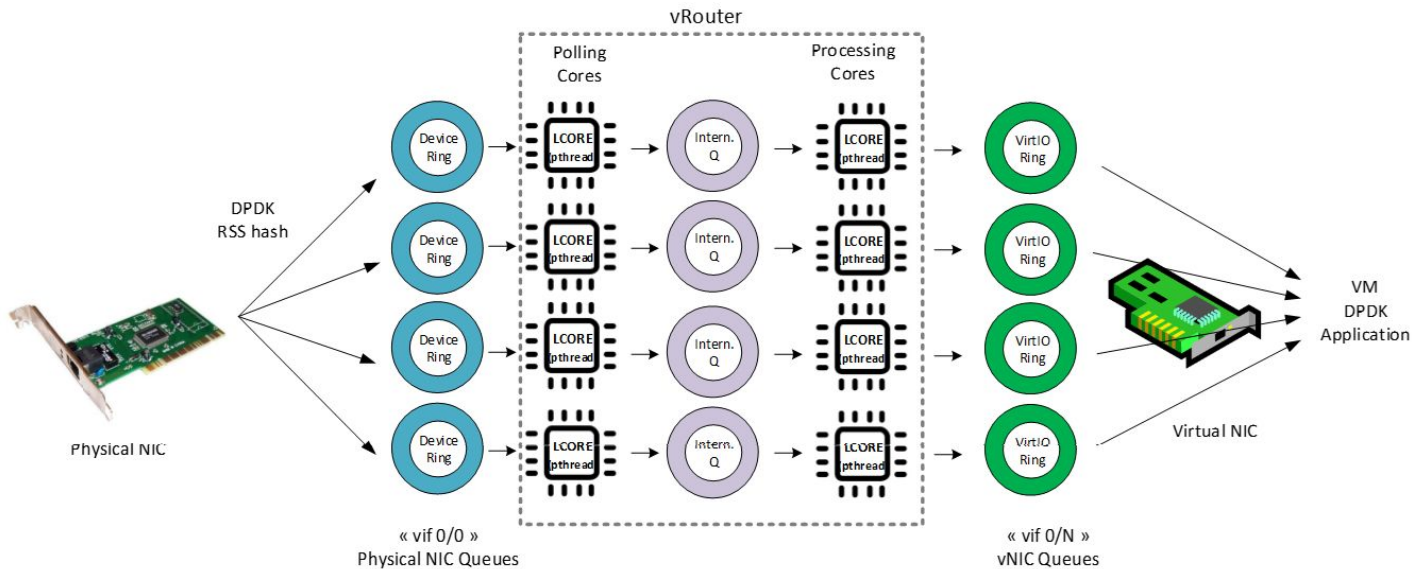 vRouter
Polling
Cores
Processing
Cores
DPDK
RSS hash
Device
Ring
LCORE
(pthread
Intern.
Q
LCORE
(pthread
VirtIO
Ring
Device
Ring
LCORE
(pthread
Intern.
Q
LCORE
(pthread
VirtIO
Ring
Device
Ring
LCORE
(pthread
Intern.
Q
LCORE
(pthread
VirtIO
Ring
Device
Ring
LCORE
(pthread
Intern.
Q
LCORE
(pthread
VirtIO
Ring
VM
DPDK
Application
Physical NIC
Virtual NIC
« vif 0/0 »
Physical NIC Queues
« vif 0/N »
vNIC Queues